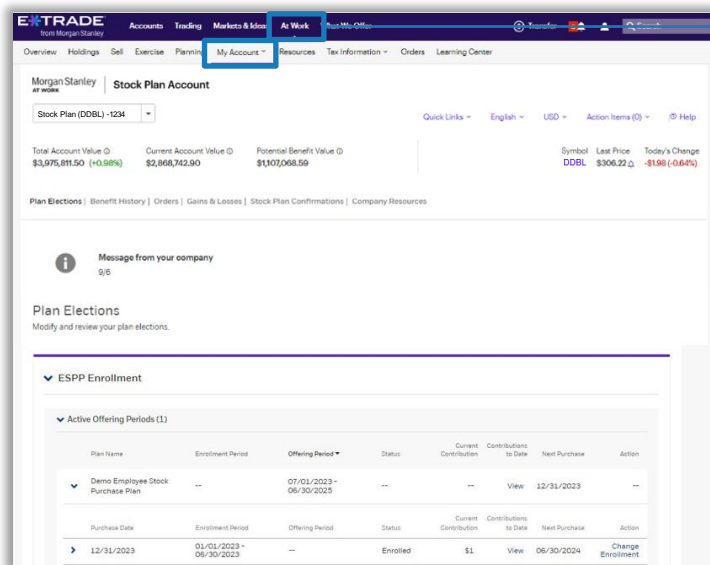 E*TRADE
from Morgan Stanley
Accounts Trading Markets & Ideas At Work What We Offer Transfer Search
Overview Holdings Sell Exercise Planning My Account Resources Tax Information Orders Learning Center
Morgan Stanley
AT WORK
Stock Plan Account
Stock Plan (DDBL) -1234
Quick Links English USD Action Items (0) Help
Total Account Value Current Account Value Potential Benefit Value Symbol Last Price Today's Change
$3,975,811.50 (+0.98%) $2,868,742.90 $1,107,068.59 DDBL $306.22 -$1.98 (-0.64%)
Plan Elections | Benefit History | Orders | Gains & Losses | Stock Plan Confirmations | Company Resources
Message from your company
9/6
Plan Elections
Modify and review your plan elections.
ESPP Enrollment
Active Offering Periods (1)
Plan Name Enrollment Period Offering Period Status Current Contribution Contributions to Date Next Purchase Action
Demo Employee Stock Purchase Plan -- 07/01/2023 - 06/30/2025 -- -- View 12/31/2023 --
Purchase Date Enrollment Period Offering Period Status Current Contribution Contributions to Date Next Purchase Action
12/31/2023 01/01/2023 - 06/30/2023 -- Enrolled $1 View 06/30/2024 Change Enrollment